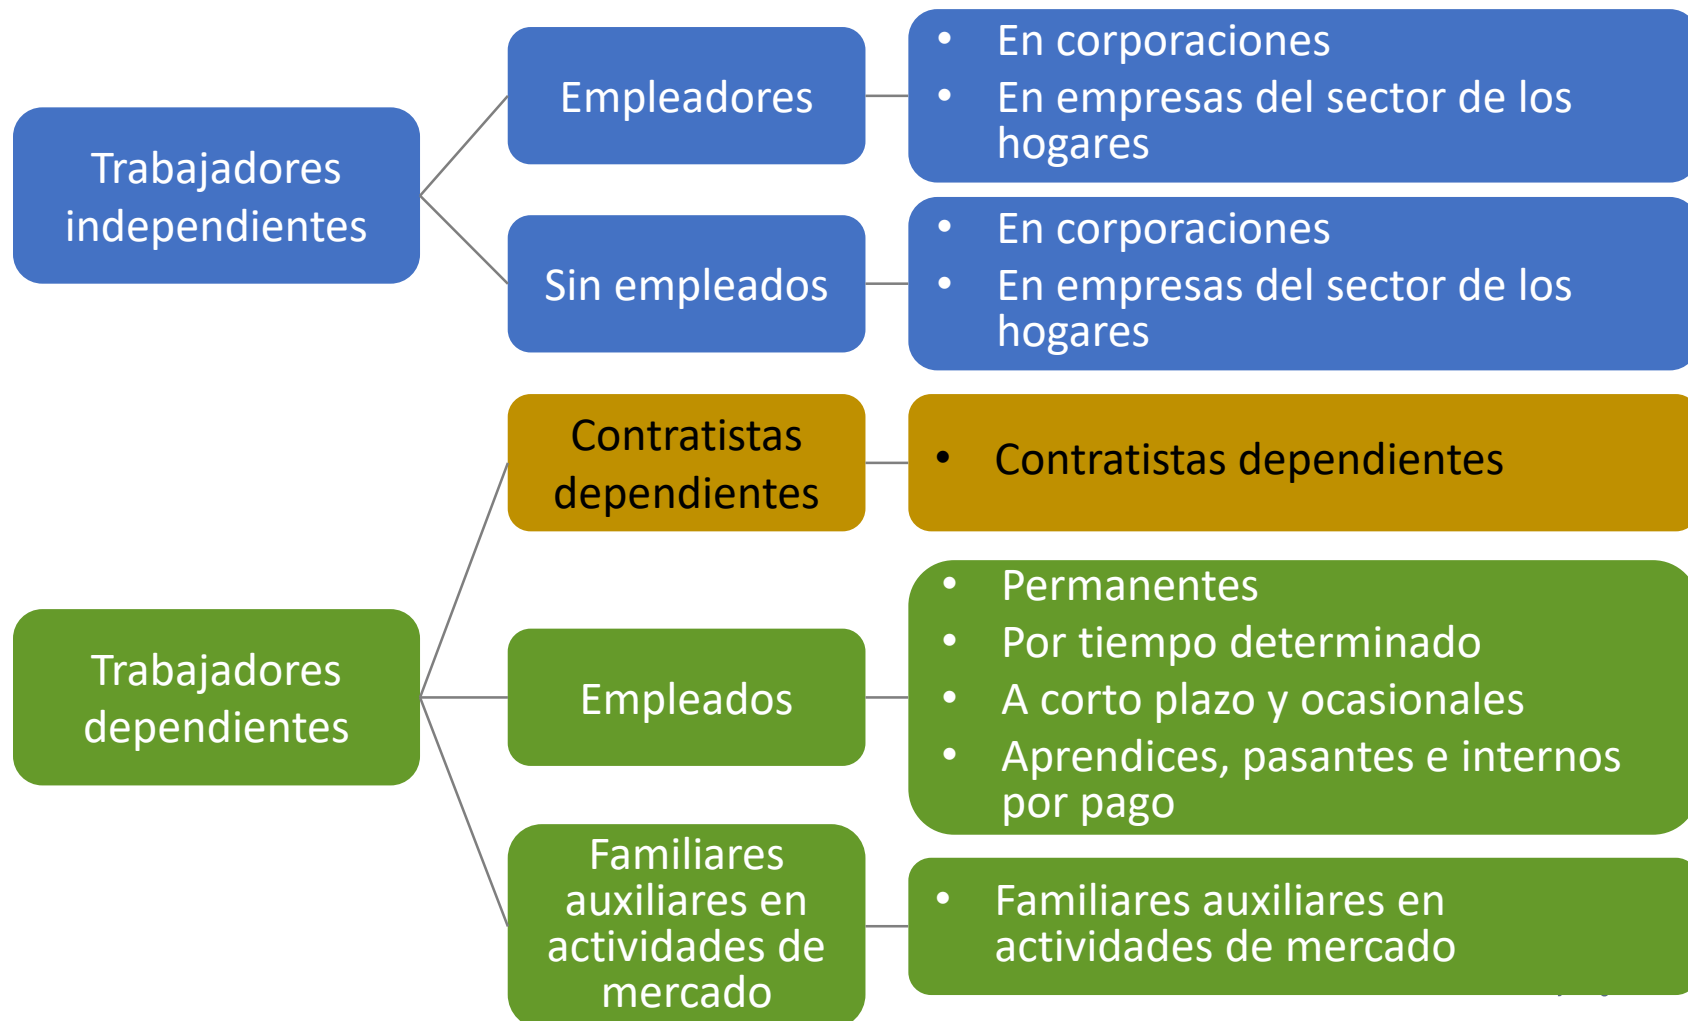 Trabajadores
independientes
Empleadores
• En corporaciones
• En empresas del sector de los
hogares
Sin empleados
• En corporaciones
• En empresas del sector de los
hogares
Trabajadores
dependientes
Contratistas
dependientes
• Contratistas dependientes
Empleados
• Permanentes
• Por tiempo determinado
• A corto plazo y ocasionales
• Aprendices, pasantes e internos
por pago
Familiares
auxiliares en
actividades de
mercado
• Familiares auxiliares en
actividades de mercado